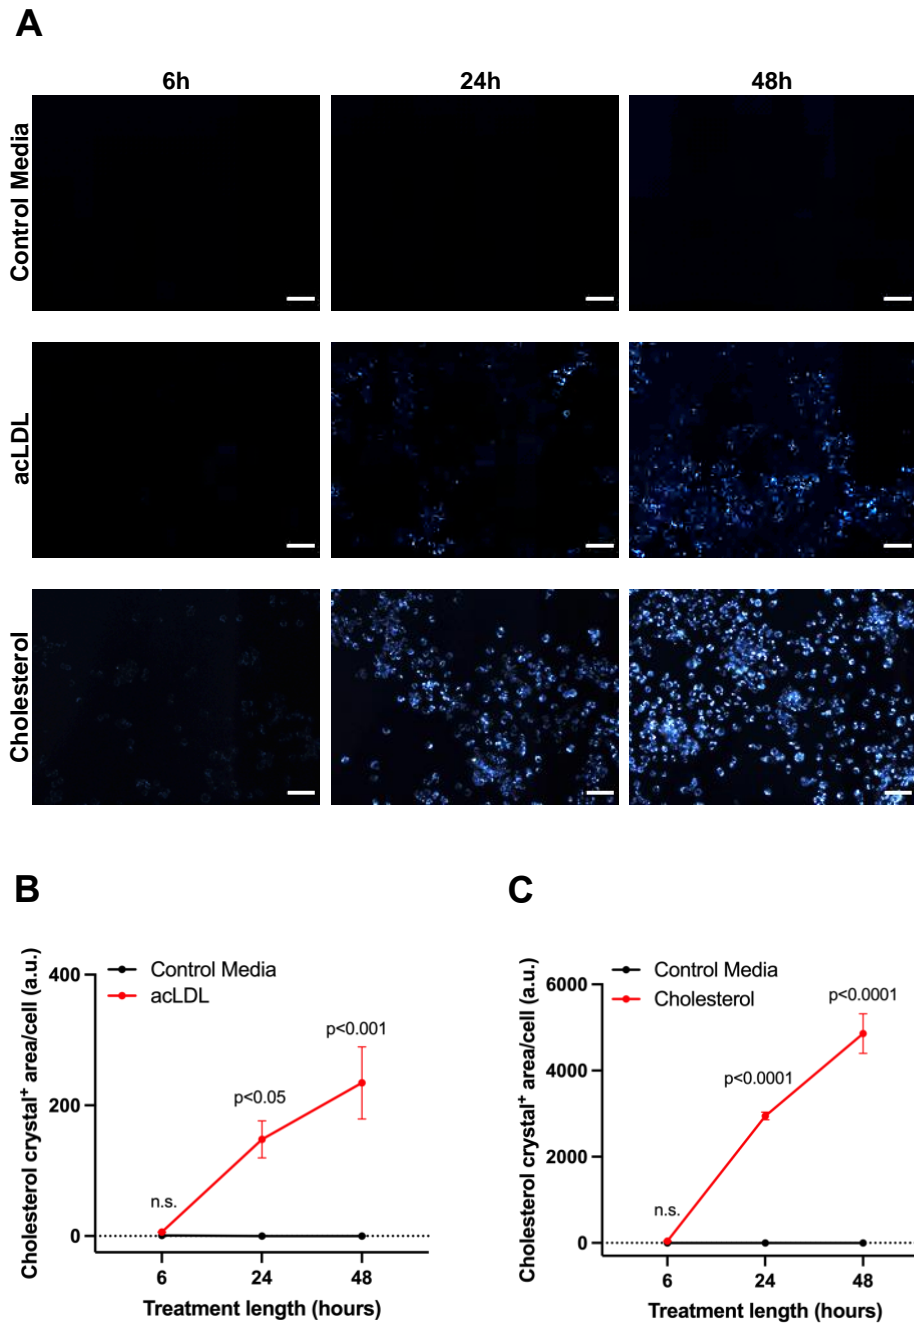 A
6h 24h 48h
Control Media
acLDL
Cholesterol
B
Cholesterol crystal⁺ area/cell (a.u.)
Control Media
acLDL
400
200
0
n.s.
p<0.05
p<0.001
6 24 48
Treatment length (hours)
C
Cholesterol crystal⁺ area/cell (a.u.)
Control Media
Cholesterol
6000
4000
2000
0
n.s.
p<0.0001
p<0.0001
6 24 48
Treatment length (hours)